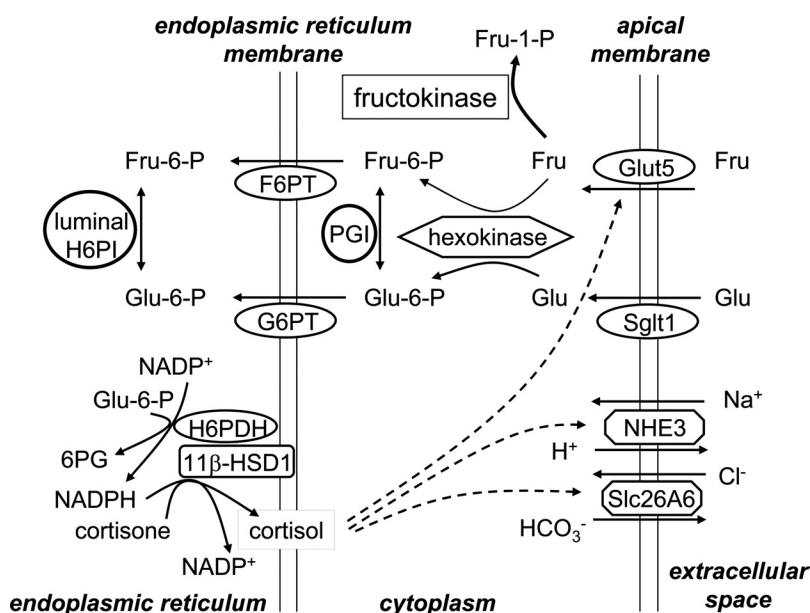 endoplasmic reticulum
membrane
Fru-1-P
apical
membrane
fructokinase
Fru-6-P
F6PT
Fru-6-P
Fru
Glut5
Fru
luminal
H6PI
PGI
hexokinase
Glu-6-P
G6PT
Glu-6-P
Glu
Sglt1
Glu
NADP⁺
Glu-6-P
H6PDH
6PG
11β-HSD1
NADPH
cortisone
cortisol
NADP⁺
Na⁺
NHE3
H⁺
Cl⁻
Slc26A6
HCO₃⁻
endoplasmic reticulum
cytoplasm
extracellular
space